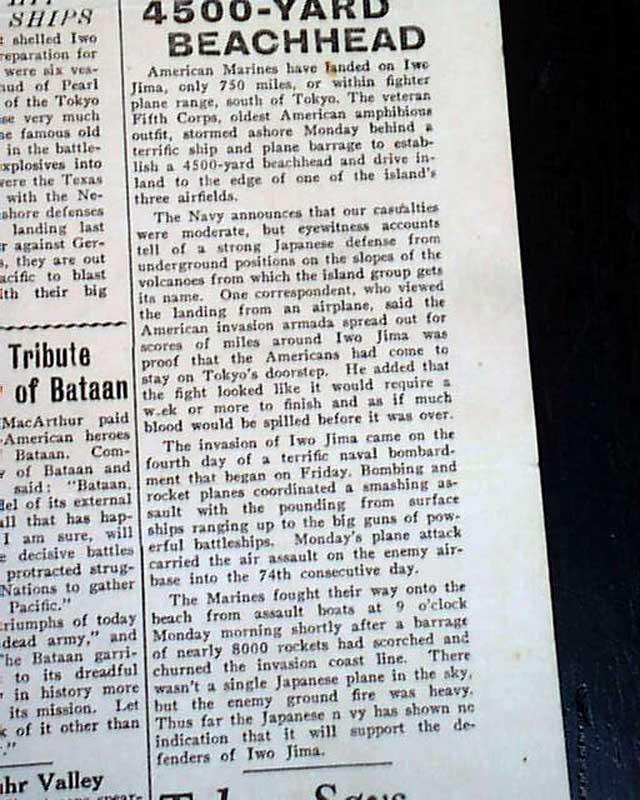 SHIPS
shelled Iwo
reparation for
were six ves-
mud of Pearl
of the Tokyo
se very much
ne famous old
in the battle-
explosives into
were the Texas
with the Ne-
shore defenses
landing last
r against Ger-
s, they are out
acific to blast
ith their big
Tribute
of Bataan
MacArthur paid
-American heroes
Bataan. Com-
y of Bataan and
said: "Bataan,
del of its external
all that has hap-
I am sure, will
e decisive battles
protracted strug-
Nations to gather
Pacific."
triumphs of today
dead army," and
The Bataan garri-
to its dreadful
in history more
its mission. Let
k of it other than
."
uhr Valley
4500-YARD
BEACHHEAD
American Marines have landed on Iwo
Jima, only 750 miles, or within fighter
plane range, south of Tokyo. The veteran
Fifth Corps, oldest American amphibious
outfit, stormed ashore Monday behind a
terrific ship and plane barrage to estab-
lish a 4500-yard beachhead and drive in-
land to the edge of one of the island's
three airfields.
The Navy announces that our casualties
were moderate, but eyewitness accounts
tell of a strong Japanese defense from
underground positions on the slopes of the
volcanoes from which the island group gets
its name. One correspondent, who viewed
the landing from an airplane, said the
American invasion armada spread out for
scores of miles around Iwo Jima was
proof that the Americans had come to
stay on Tokyo's doorstep. He added that
the fight looked like it would require a
w ek or more to finish and as if much
blood would be spilled before it was over.
The invasion of Iwo Jima came on the
fourth day of a terrific naval bombard-
ment that began on Friday. Bombing and
rocket planes coordinated a smashing as-
sault with the pounding from surface
ships ranging up to the big guns of pow-
erful battleships. Monday's plane attack
carried the air assault on the enemy air-
base into the 74th consecutive day.
The Marines fought their way onto the
beach from assault boats at 9 o'clock
Monday morning shortly after a barrage
of nearly 8000 rockets had scorched and
churned the invasion coast line. There
wasn't a single Japanese plane in the sky,
but the enemy ground fire was heavy.
Thus far the Japanese n vy has shown no
indication that it will support the de-
fenders of Iwo Jima.